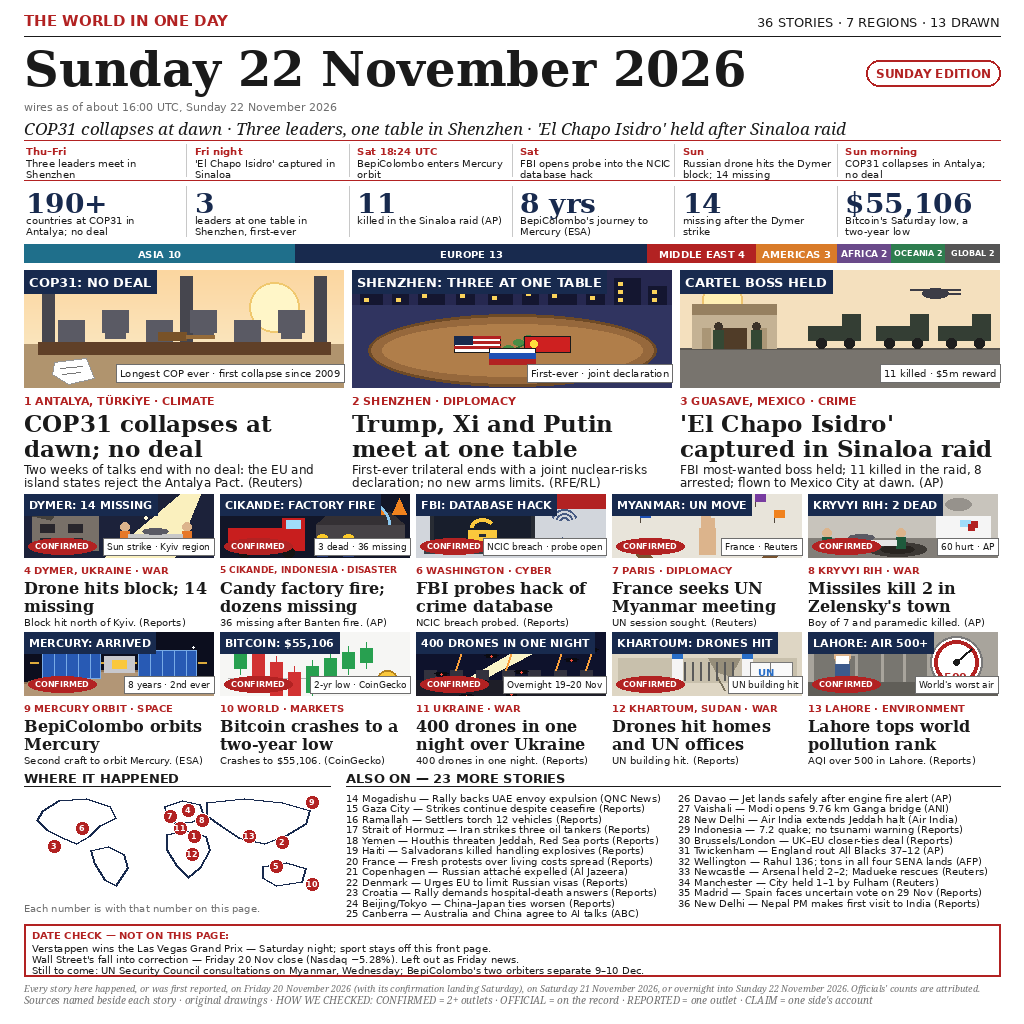 THE WORLD IN ONE DAY
36 STORIES · 7 REGIONS · 13 DRAWN
Sunday 22 November 2026
SUNDAY EDITION
wires as of about 16:00 UTC, Sunday 22 November 2026
COP31 collapses at dawn · Three leaders, one table in Shenzhen · 'El Chapo Isidro' held after Sinaloa raid
Thu–Fri
Three leaders meet in
Shenzhen
Fri night
'El Chapo Isidro' captured in
Sinaloa
Sat 18:24 UTC
BepiColombo enters Mercury
orbit
Sat
FBI opens probe into the NCIC
database hack
Sun
Russian drone hits the Dymer
block; 14 missing
Sun morning
COP31 collapses in Antalya;
no deal
190+
countries at COP31 in
Antalya; no deal
3
leaders at one table in
Shenzhen, first-ever
11
killed in the Sinaloa raid (AP)
8 yrs
BepiColombo's journey to
Mercury (ESA)
14
missing after the Dymer
strike
$55,106
Bitcoin's Saturday low, a
two-year low
ASIA 10
EUROPE 13
MIDDLE EAST 4
AMERICAS 3
AFRICA 2
OCEANIA 2
GLOBAL 2
COP31: NO DEAL
Longest COP ever · first collapse since 2009
SHENZHEN: THREE AT ONE TABLE
First-ever · joint declaration
CARTEL BOSS HELD
11 killed · $5m reward
1 ANTALYA, TÜRKİYE · CLIMATE
COP31 collapses at
dawn; no deal
Two weeks of talks end with no deal: the EU and
island states reject the Antalya Pact. (Reuters)
2 SHENZHEN · DIPLOMACY
Trump, Xi and Putin
meet at one table
First-ever trilateral ends with a joint nuclear-risks
declaration; no new arms limits. (RFE/RL)
3 GUASAVE, MEXICO · CRIME
'El Chapo Isidro'
captured in Sinaloa raid
FBI most-wanted boss held; 11 killed in the raid, 8
arrested; flown to Mexico City at dawn. (AP)
DYMER: 14 MISSING
CONFIRMED
Sun strike · Kyiv region
CIKANDE: FACTORY FIRE
CONFIRMED
3 dead · 36 missing
FBI: DATABASE HACK
CONFIRMED
NCIC breach · probe open
MYANMAR: UN MOVE
CONFIRMED
France · Reuters
KRYVYI RIH: 2 DEAD
CONFIRMED
60 hurt · AP
4 DYMER, UKRAINE · WAR
Drone hits block; 14
missing
Block hit north of Kyiv. (Reports)
5 CIKANDE, INDONESIA · DISASTER
Candy factory fire;
dozens missing
36 missing after Banten fire. (AP)
6 WASHINGTON · CYBER
FBI probes hack of
crime database
NCIC breach probed. (Reports)
7 PARIS · DIPLOMACY
France seeks UN
Myanmar meeting
UN session sought. (Reuters)
8 KRYVYI RIH · WAR
Missiles kill 2 in
Zelensky's town
Boy of 7 and paramedic killed. (AP)
MERCURY: ARRIVED
CONFIRMED
8 years · 2nd ever
BITCOIN: $55,106
CONFIRMED
2-yr low · CoinGecko
400 DRONES IN ONE NIGHT
CONFIRMED
Overnight 19–20 Nov
KHARTOUM: DRONES HIT
UN
CONFIRMED
UN building hit
LAHORE: AIR 500+
CONFIRMED
World's worst air
9 MERCURY ORBIT · SPACE
BepiColombo orbits
Mercury
Second craft to orbit Mercury. (ESA)
10 WORLD · MARKETS
Bitcoin crashes to a
two-year low
Crashes to $55,106. (CoinGecko)
11 UKRAINE · WAR
400 drones in one
night over Ukraine
400 drones in one night. (Reports)
12 KHARTOUM, SUDAN · WAR
Drones hit homes
and UN offices
UN building hit. (Reports)
13 LAHORE · ENVIRONMENT
Lahore tops world
pollution rank
AQI over 500 in Lahore. (Reports)
WHERE IT HAPPENED
9
4
7
8
6
11
1
13
3
2
12
5
10
Each number is with that number on this page.
ALSO ON — 23 MORE STORIES
14 Mogadishu — Rally backs UAE envoy expulsion (QNC News)
15 Gaza City — Strikes continue despite ceasefire (Reports)
16 Ramallah — Settlers torch 12 vehicles (Reports)
17 Strait of Hormuz — Iran strikes three oil tankers (Reports)
18 Yemen — Houthis threaten Jeddah, Red Sea ports (Reports)
19 Haiti — Salvadorans killed handling explosives (Reports)
20 France — Fresh protests over living costs spread (Reports)
21 Copenhagen — Russian attaché expelled (Al Jazeera)
22 Denmark — Urges EU to limit Russian visas (Reports)
23 Croatia — Rally demands hospital-death answers (Reports)
24 Beijing/Tokyo — China–Japan ties worsen (Reports)
25 Canberra — Australia and China agree to AI talks (ABC)
26 Davao — Jet lands safely after engine fire alert (AP)
27 Vaishali — Modi opens 9.76 km Ganga bridge (ANI)
28 New Delhi — Air India extends Jeddah halt (Air India)
29 Indonesia — 7.2 quake; no tsunami warning (Reports)
30 Brussels/London — UK–EU closer-ties deal (Reports)
31 Twickenham — England rout All Blacks 37–12 (AP)
32 Wellington — Rahul 136; tons in all four SENA lands (AFP)
33 Newcastle — Arsenal held 2–2; Madueke rescues (Reuters)
34 Manchester — City held 1–1 by Fulham (Reuters)
35 Madrid — Spain faces uncertain vote on 29 Nov (Reports)
36 New Delhi — Nepal PM makes first visit to India (Reports)
DATE CHECK — NOT ON THIS PAGE:
Verstappen wins the Las Vegas Grand Prix — Saturday night; sport stays off this front page.
Wall Street's fall into correction — Friday 20 Nov close (Nasdaq −5.28%). Left out as Friday news.
Still to come: UN Security Council consultations on Myanmar, Wednesday; BepiColombo's two orbiters separate 9–10 Dec.
Every story here happened, or was first reported, on Friday 20 November 2026 (with its confirmation landing Saturday), on Saturday 21 November 2026, or overnight into Sunday 22 November 2026. Officials' counts are attributed.
Sources named beside each story · original drawings · HOW WE CHECKED: CONFIRMED = 2+ outlets · OFFICIAL = on the record · REPORTED = one outlet · CLAIM = one side's account